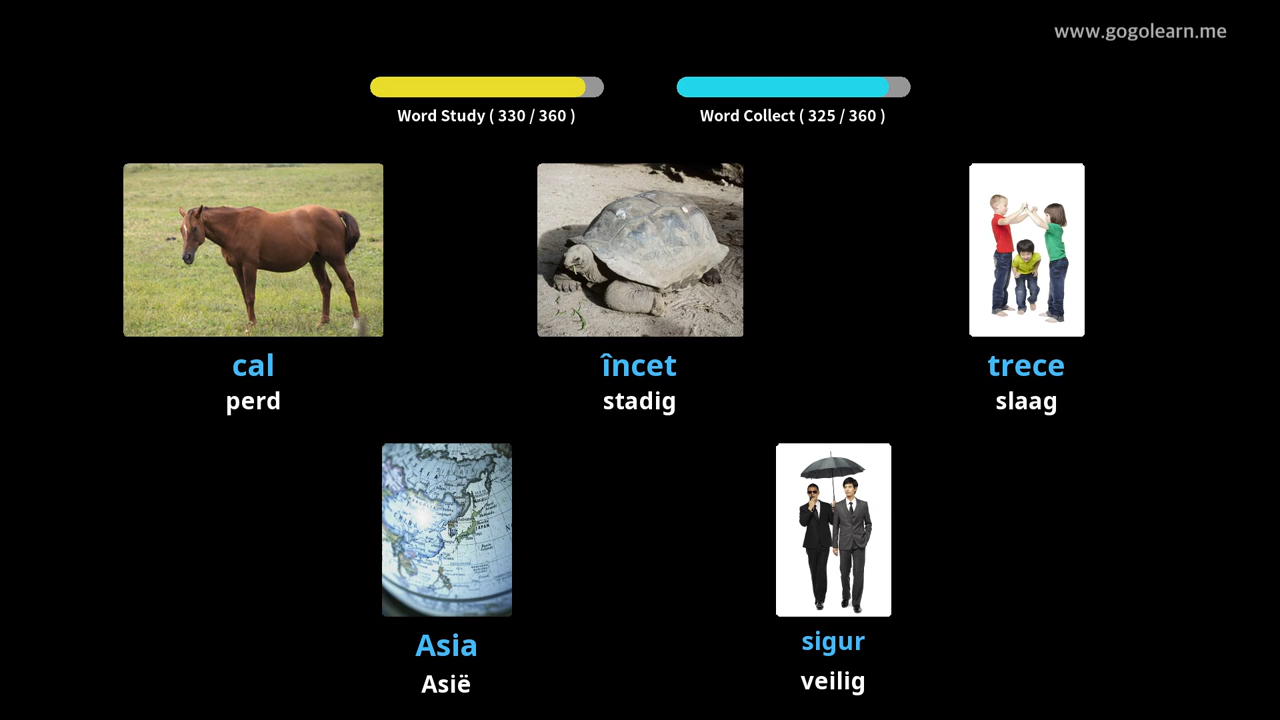 www.gogolearn.me
Word Study ( 330 / 360 )
Word Collect ( 325 / 360 )
cal
perd
încet
stadig
trece
slaag
Asia
Asië
sigur
veilig